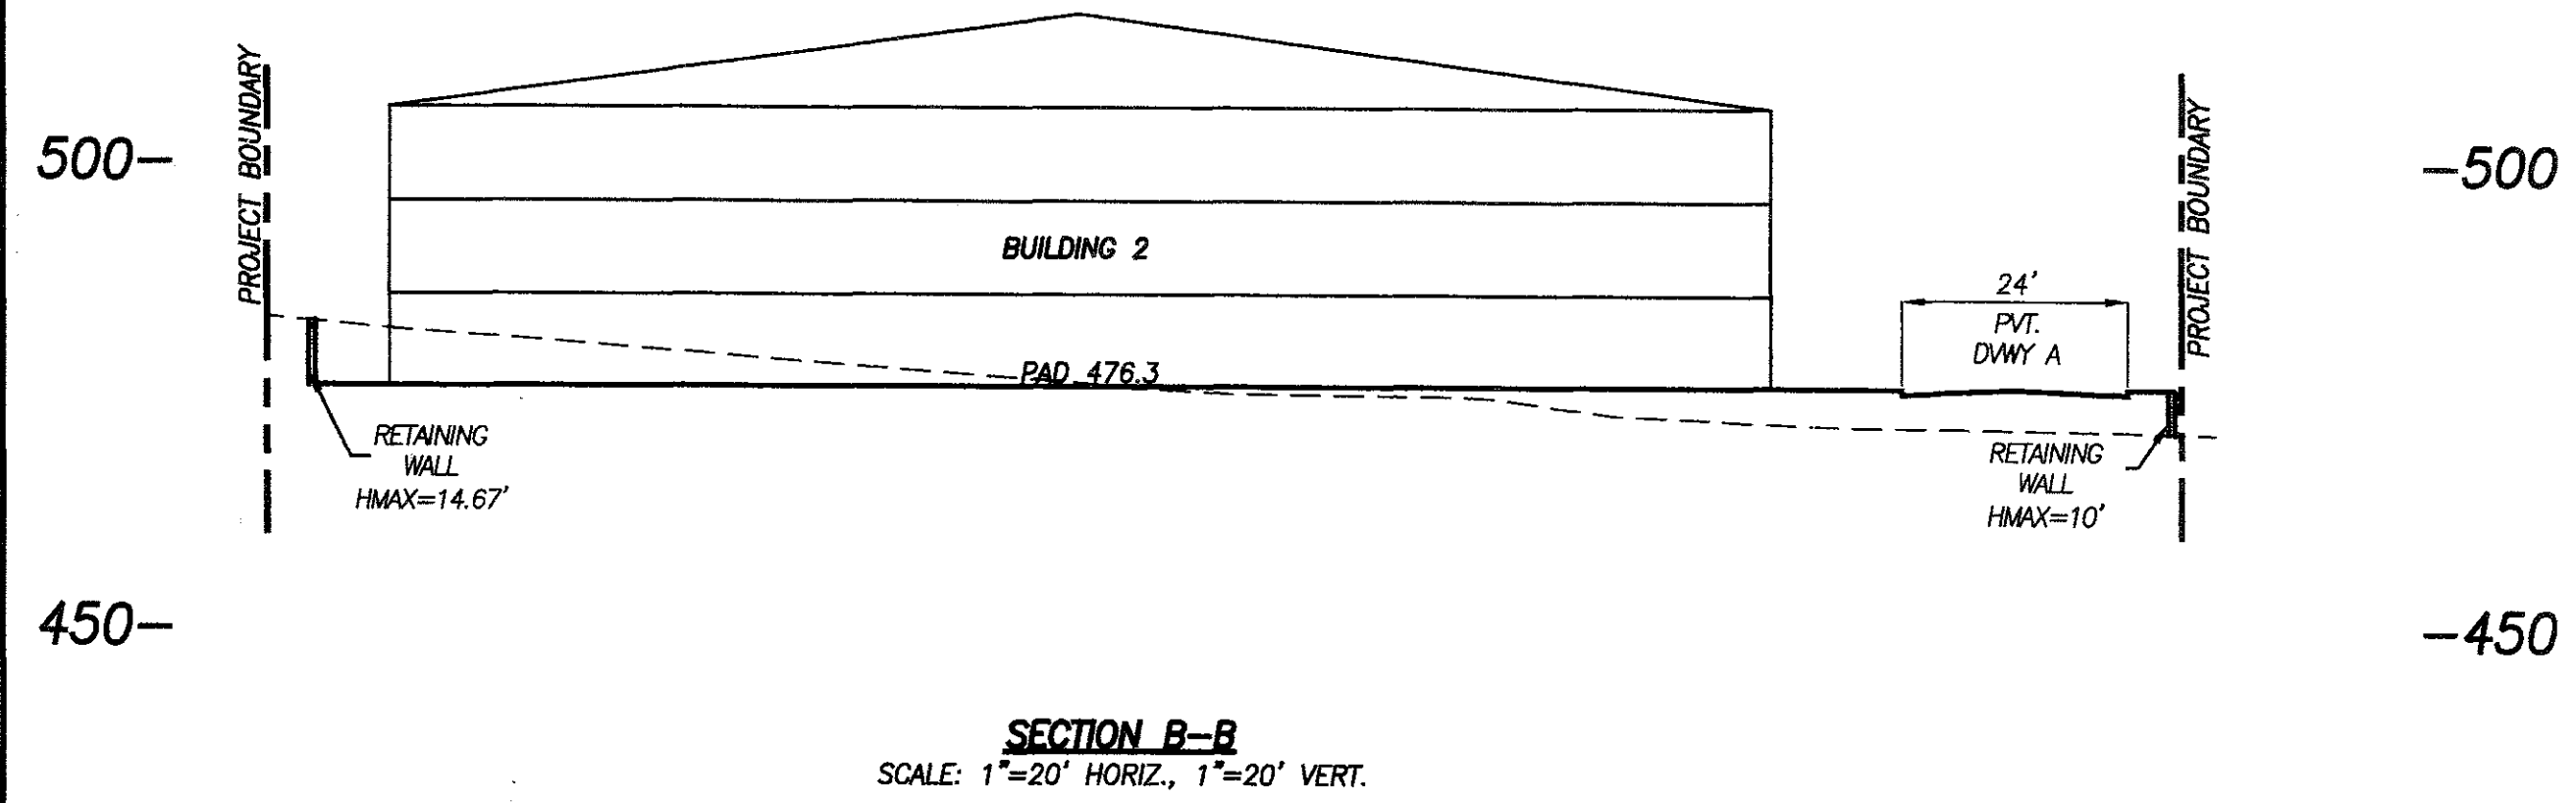 PROJECT BOUNDARY
PROJECT BOUNDARY
500-
-500
BUILDING 2
24'
PVT.
DVWY A
PAD 476.3
RETAINING
WALL
HMAX=14.67'
RETAINING
WALL
HMAX=10'
450-
-450
SECTION B-B
SCALE: 1"=20' HORIZ., 1"=20' VERT.